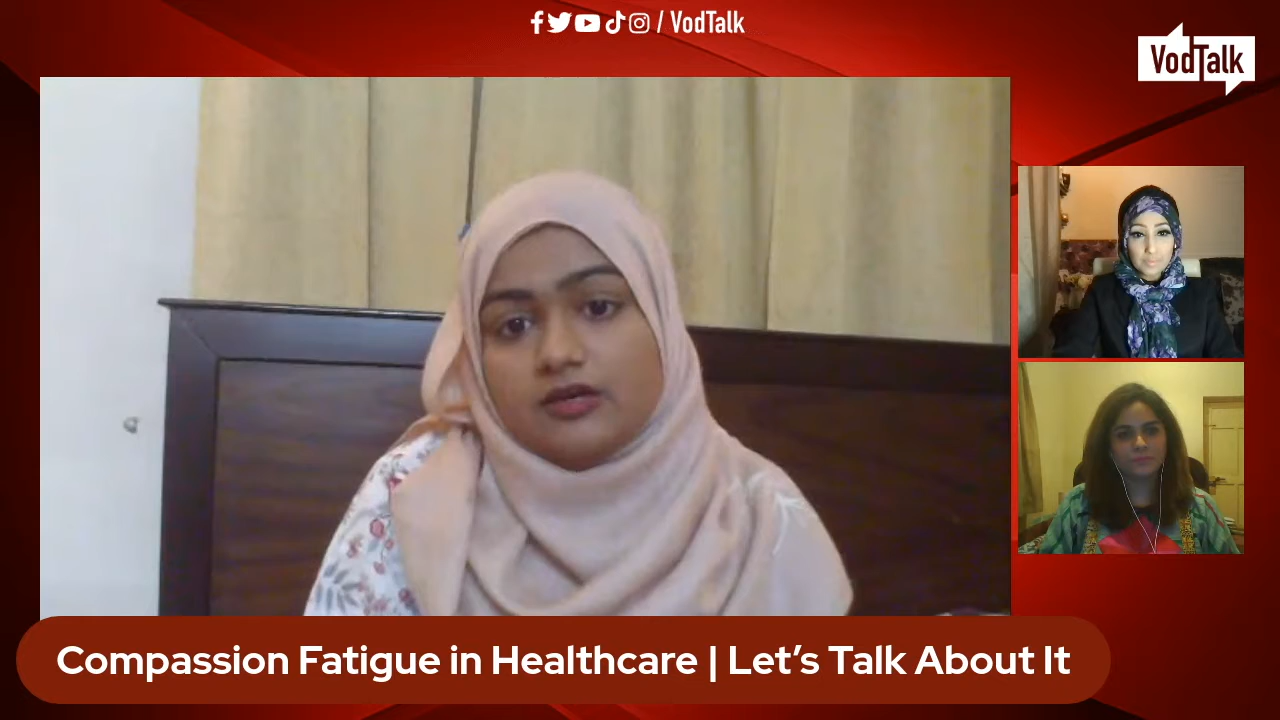 / VodTalk
VodTalk
Compassion Fatigue in Healthcare | Let’s Talk About It